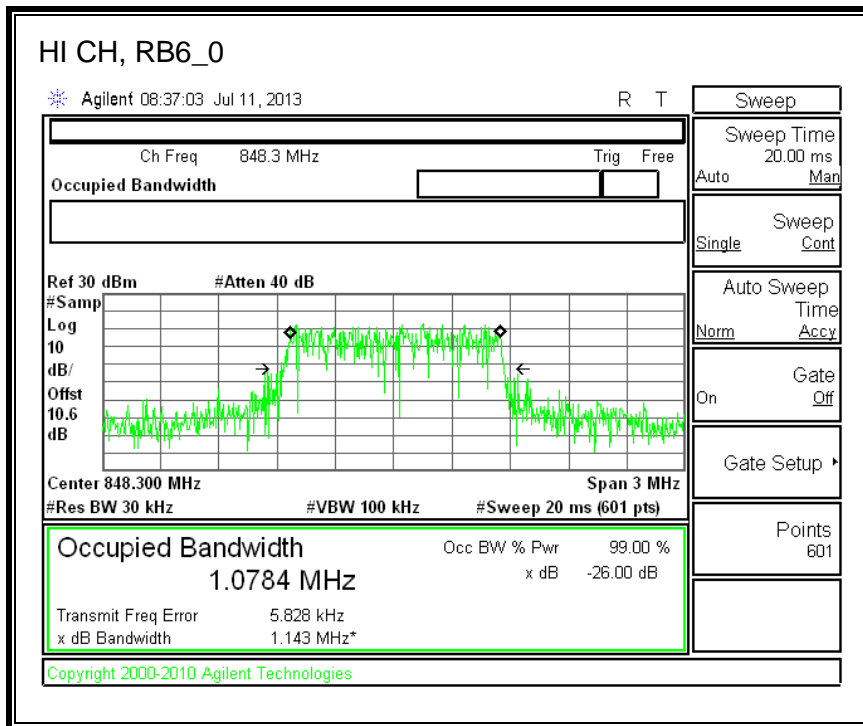 HI CH, RB6_0
Agilent 08:37:03 Jul 11, 2013 R T
Ch Freq 848.3 MHz Trig Free
Occupied Bandwidth
Ref 30 dBm #Atten 40 dB
#Samp
Log
10
dB/
Offst
10.6
dB
Center 848.300 MHz Span 3 MHz
#Res BW 30 kHz #VBW 100 kHz #Sweep 20 ms (601 pts)
Occupied Bandwidth
1.0784 MHz
Occ BW % Pwr 99.00 %
x dB -26.00 dB
Transmit Freq Error 5.828 kHz
x dB Bandwidth 1.143 MHz*
Copyright 2000-2010 Agilent Technologies
Sweep
Sweep Time
20.00 ms
Auto Man
Sweep
Single Cont
Auto Sweep
Time
Norm Accy
Gate
On Off
Gate Setup
Points
601